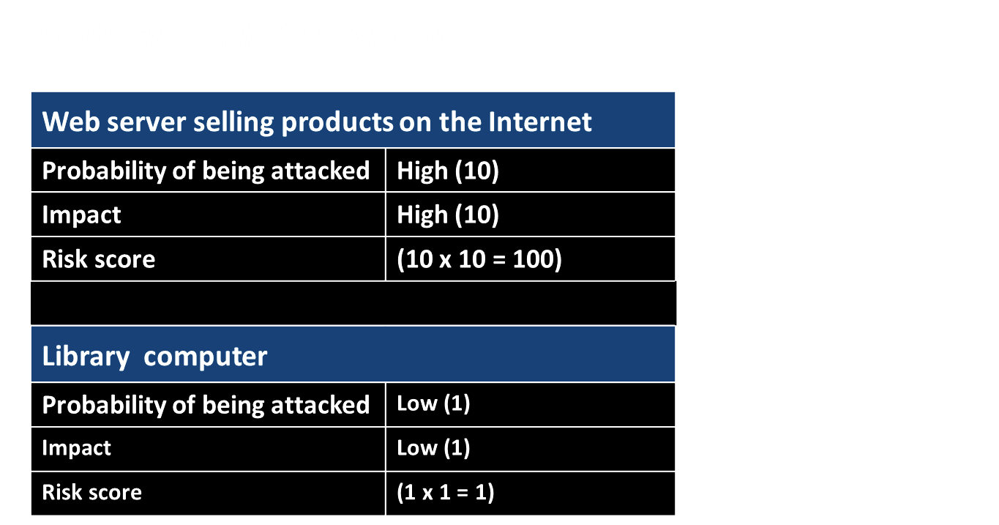 Web server selling products on the Internet
Probability of being attacked High (10)
Impact High (10)
Risk score (10 x 10 = 100)
Library computer
Probability of being attacked Low (1)
Impact Low (1)
Risk score (1 x 1 = 1)